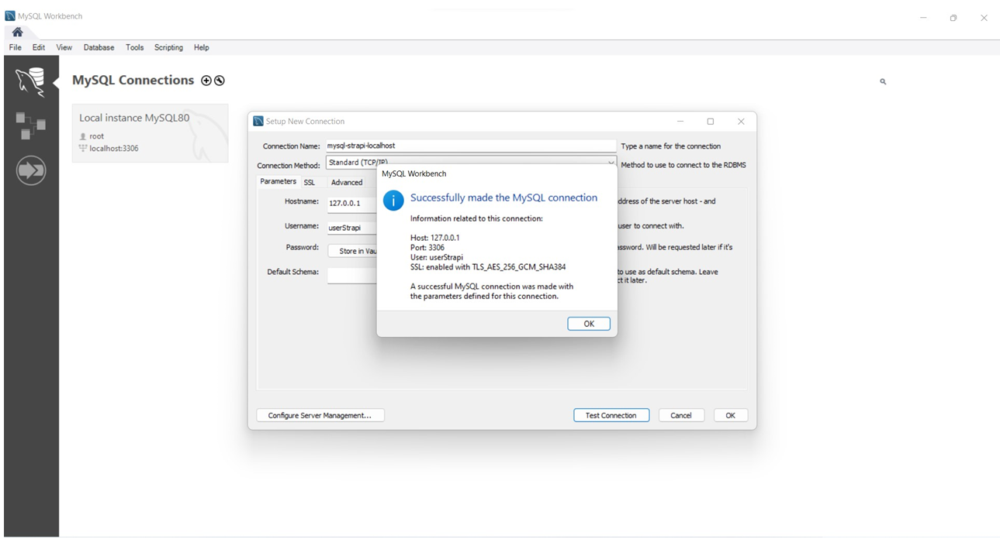 MySQL Workbench
File Edit View Database Tools Scripting Help
MySQL Connections
Local instance MySQL80
root
localhost:3306
Setup New Connection
Connection Name: mysql-strapi-localhost Type a name for the connection
Connection Method: Standard (TCP/IP) Method to use to connect to the RDBMS
Parameters SSL Advanced
Hostname: 127.0.0.1 ddress of the server host - and
Username: userStrapi user to connect with.
Password: Store in Vau ssword. Will be requested later if it's
Default Schema: to use as default schema. Leave
ct it later.
MySQL Workbench
Successfully made the MySQL connection
Information related to this connection:
Host: 127.0.0.1
Port: 3306
User: userStrapi
SSL: enabled with TLS_AES_256_GCM_SHA384
A successful MySQL connection was made with
the parameters defined for this connection.
OK
Configure Server Management... Test Connection Cancel OK